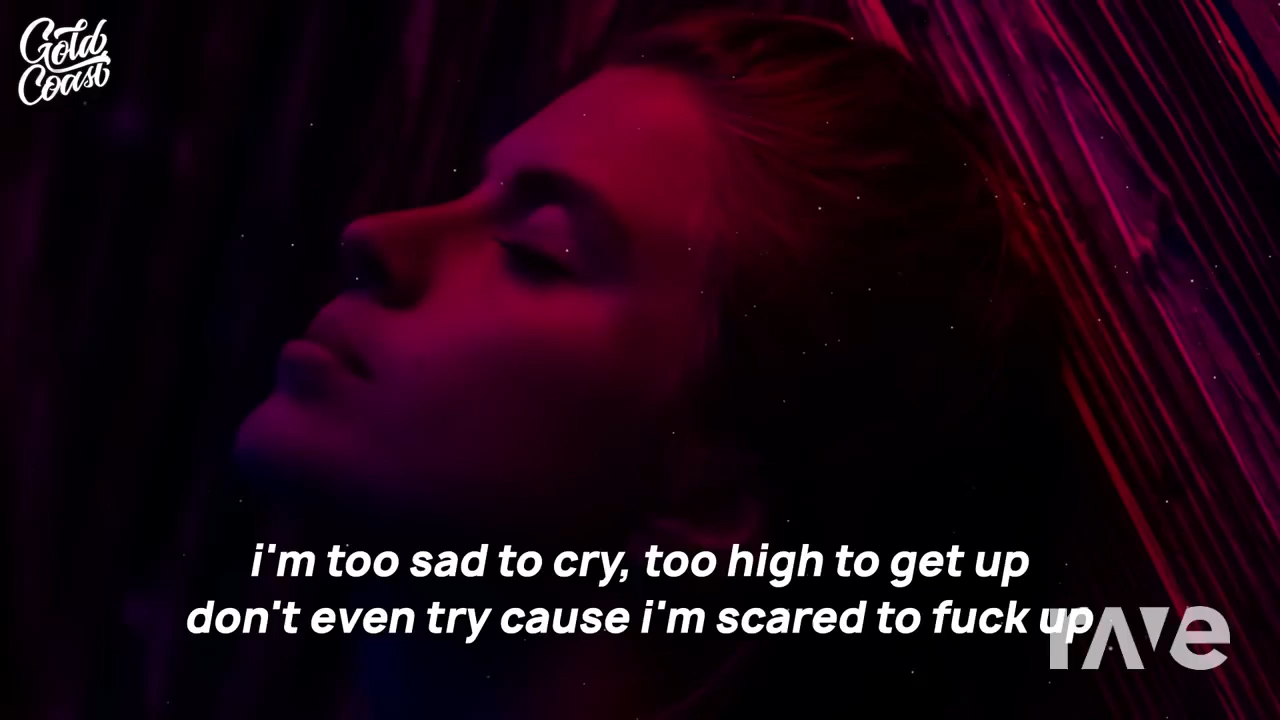 Gold
Coast
i'm too sad to cry, too high to get up
don't even try cause i'm scared to fuck up
rave